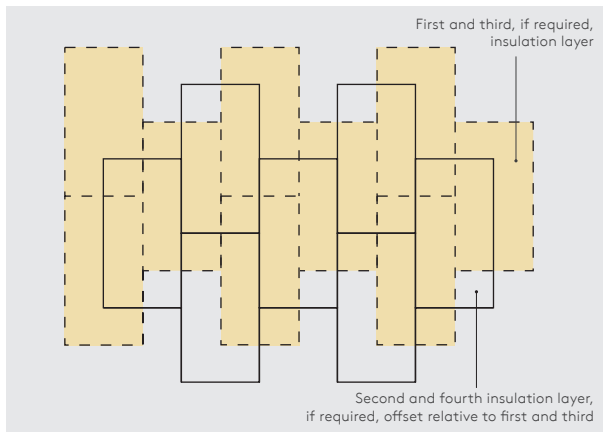 First and third, if required,
insulation layer
Second and fourth insulation layer,
if required, offset relative to first and third